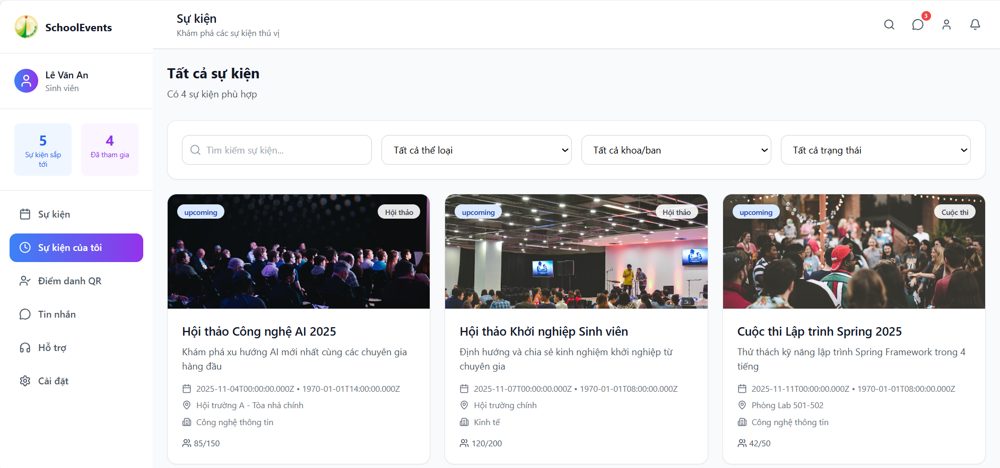 SchoolEvents
Lê Văn An
Sinh viên
5
Sự kiện sắp
tới
4
Đã tham gia
Sự kiện
Sự kiện của tôi
Điểm danh QR
Tin nhắn
Hỗ trợ
Cài đặt
Sự kiện
Khám phá các sự kiện thú vị
3
Tất cả sự kiện
Có 4 sự kiện phù hợp
Tìm kiếm sự kiện...
Tất cả thể loại
Tất cả khoa/ban
Tất cả trạng thái
upcoming
Hội thảo
Hội thảo Công nghệ AI 2025
Khám phá xu hướng AI mới nhất cùng các chuyên gia
hàng đầu
2025-11-04T00:00:00.000Z • 1970-01-01T14:00:00.000Z
Hội trường A - Tòa nhà chính
Công nghệ thông tin
85/150
upcoming
Hội thảo
Hội thảo Khởi nghiệp Sinh viên
Định hướng và chia sẻ kinh nghiệm khởi nghiệp từ
chuyên gia
2025-11-07T00:00:00.000Z • 1970-01-01T08:00:00.000Z
Hội trường chính
Kinh tế
120/200
upcoming
Cuộc thi
Cuộc thi Lập trình Spring 2025
Thử thách kỹ năng lập trình Spring Framework trong 4
tiếng
2025-11-11T00:00:00.000Z • 1970-01-01T08:00:00.000Z
Phòng Lab 501-502
Công nghệ thông tin
42/50